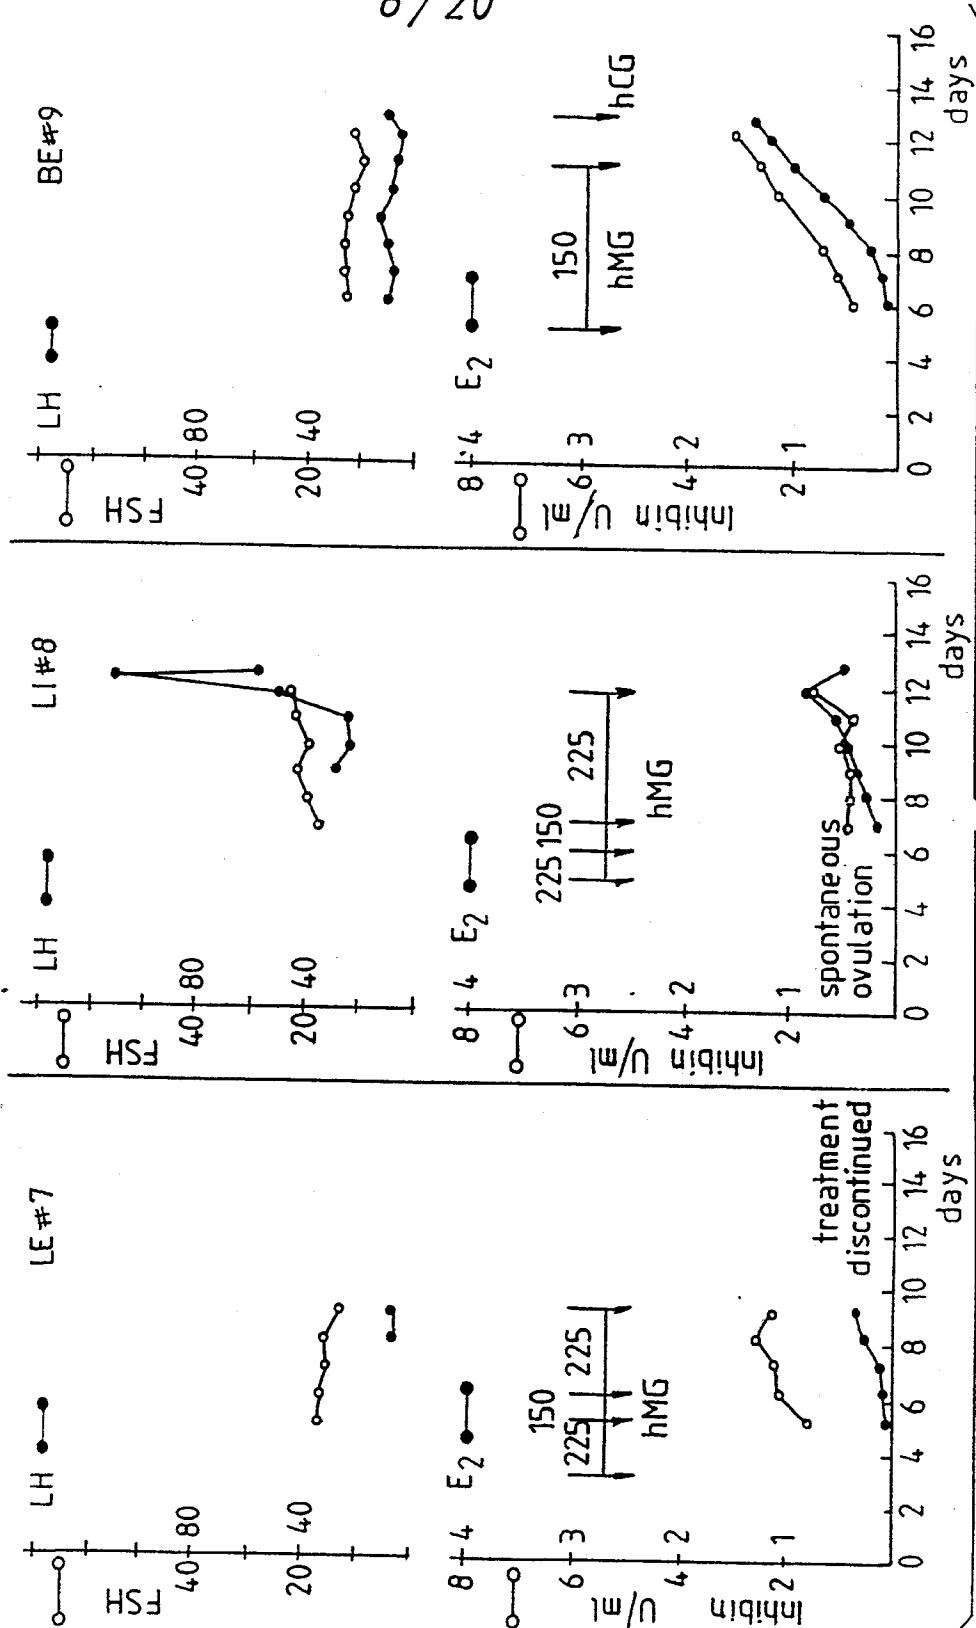 LE #7
LH
FSH
40 80
20 40
E2
8 4
6 3
4 2
2 1
Inhibin U/ml
150
225 225
hMG
treatment
discontinued
0 2 4 6 8 10 12 14 16
days
LI #8
LH
FSH
40 80
20 40
E2
8 4
6 3
4 2
2 1
Inhibin U/ml
225 150 225
hMG
spontaneous
ovulation
0 2 4 6 8 10 12 14 16
days
BE #9
LH
FSH
40 80
20 40
E2
8 4
6 3
4 2
2 1
Inhibin U/ml
150
hMG
hCG
0 2 4 6 8 10 12 14 16
days